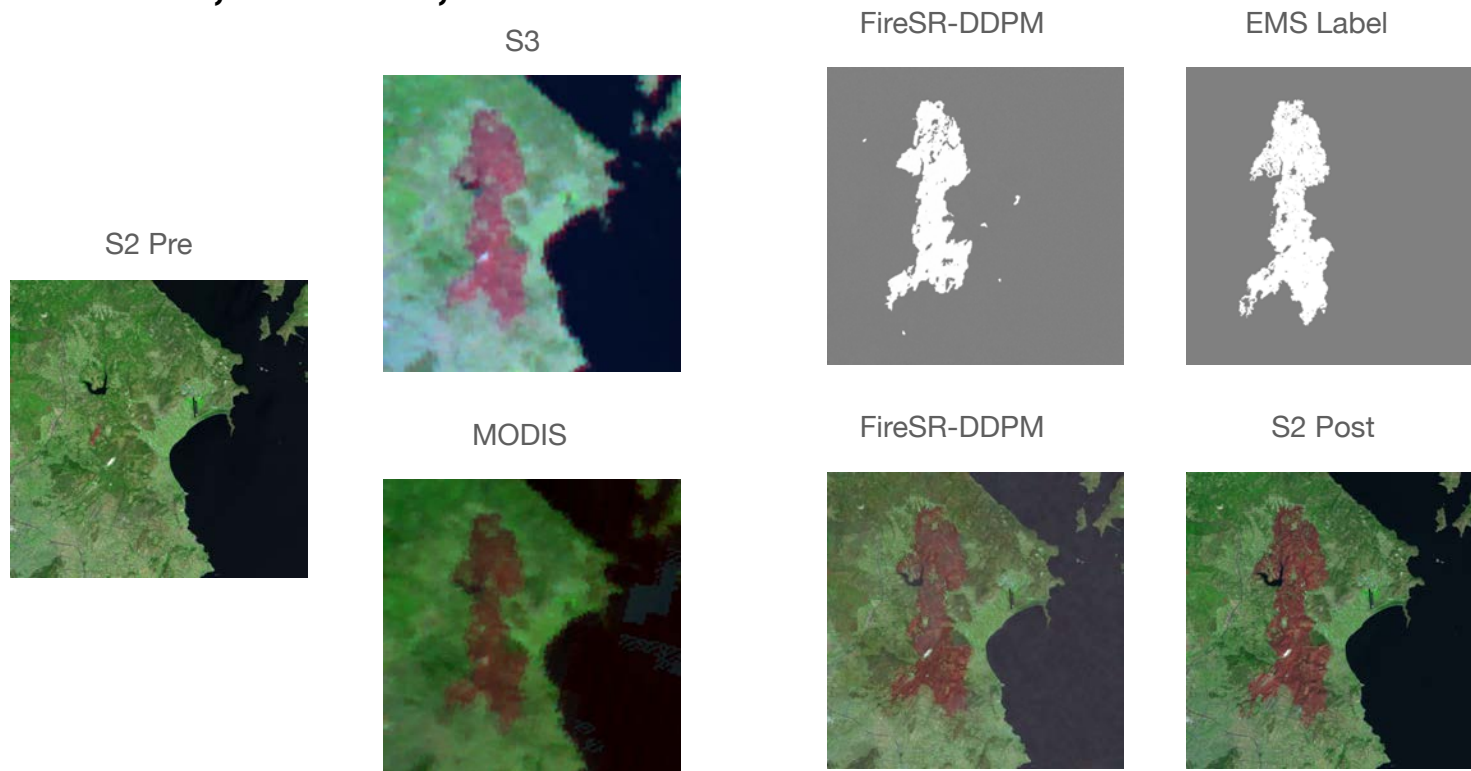 S3
FireSR-DDPM
EMS Label
S2 Pre
MODIS
FireSR-DDPM
S2 Post